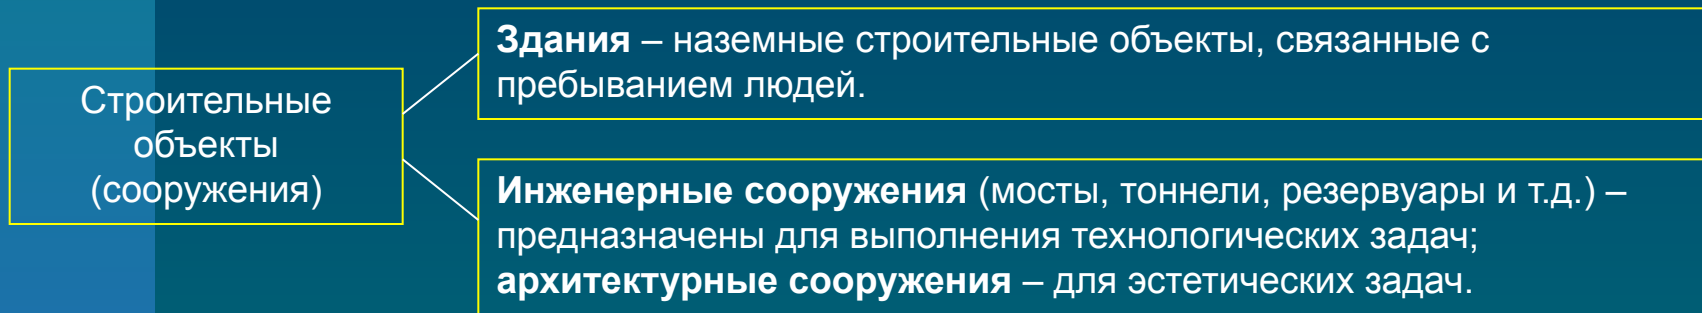 Строительные
объекты
(сооружения)
Здания – наземные строительные объекты, связанные с
пребыванием людей.
Инженерные сооружения (мосты, тоннели, резервуары и т.д.) –
предназначены для выполнения технологических задач;
архитектурные сооружения – для эстетических задач.